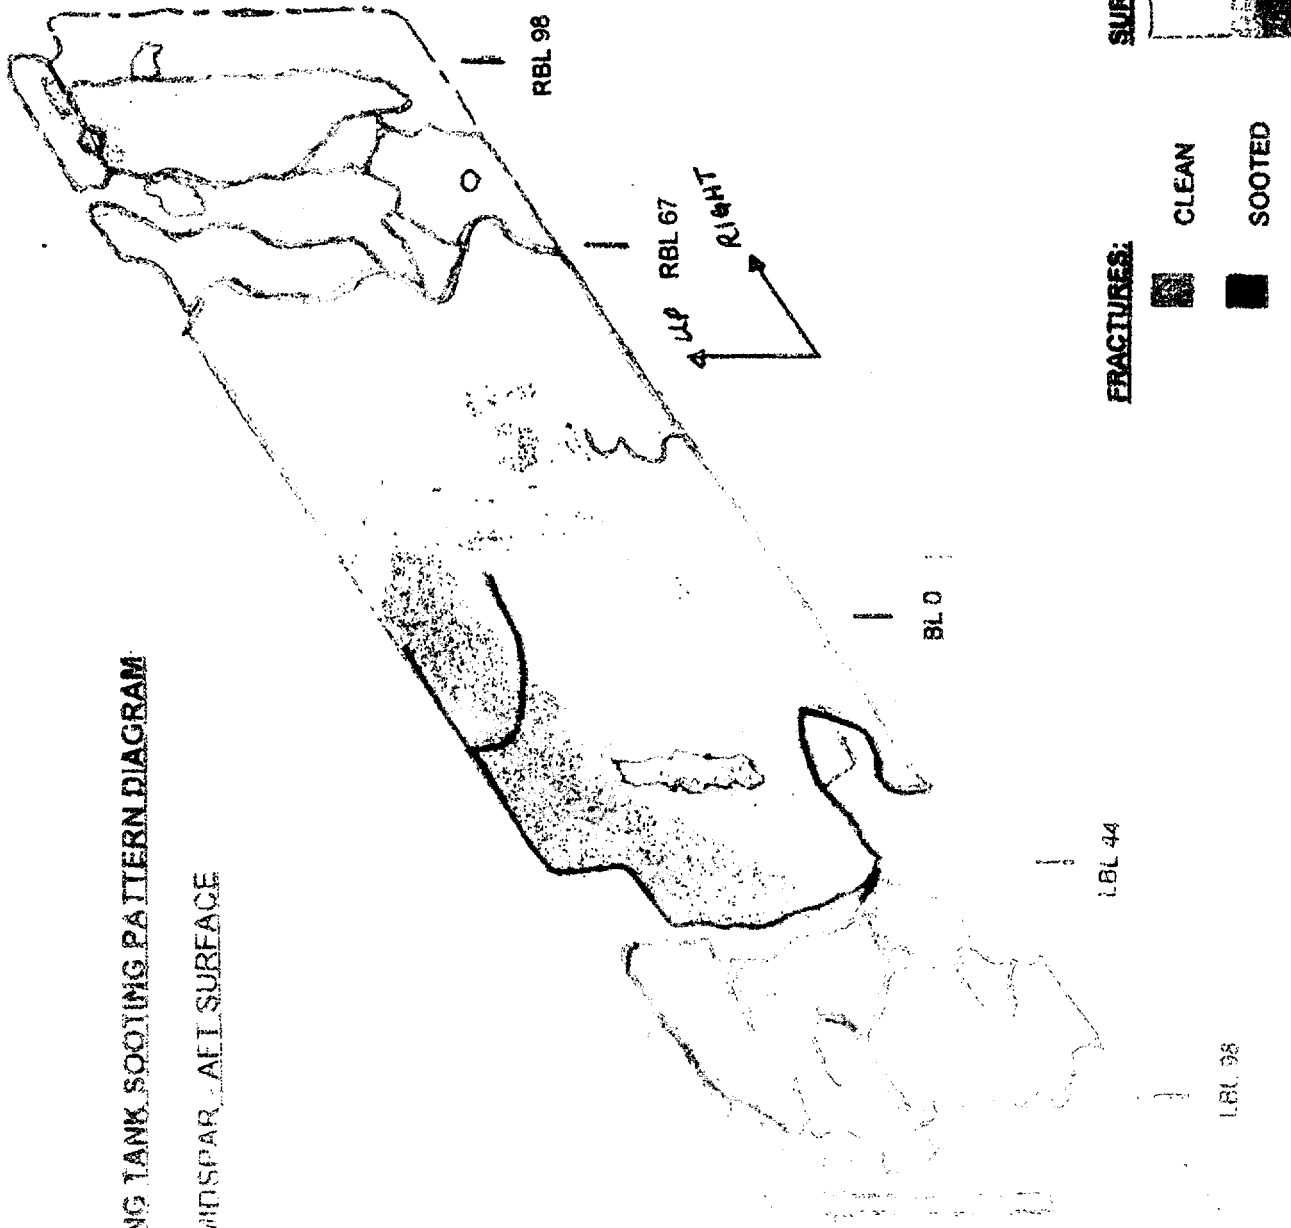 NG TANK SOOTING PATTERN DIAGRAM
MIDSPAR AFT SURFACE
RBL 98
RBL 67
UP
RIGHT
BL 0
LBL 44
LBL 98
FRACTURES:
CLEAN
SOOTED
SUR